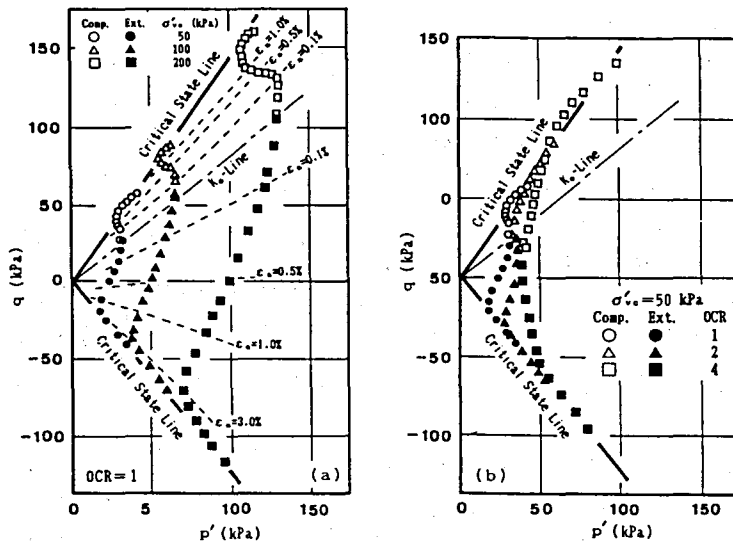 Comp. Ext. σ'vc (kPa)
○ ● 50
△ ▲ 100
□ ■ 200
εa=1.0%
εa=0.5%
εa=0.1%
Critical State Line
K₀-Line
εa=0.1%
εa=0.5%
εa=1.0%
εa=3.0%
Critical State Line
OCR=1
(a)
150
100
50
0
-50
-100
q (kPa)
0 5 100 150
p' (kPa)
Critical State Line
K₀-Line
σ'vc=50 kPa
Comp. Ext. OCR
○ ● 1
△ ▲ 2
□ ■ 4
Critical State Line
(b)
150
100
0
50
-50
-100
q (kPa)
0 50 100 150
p' (kPa)